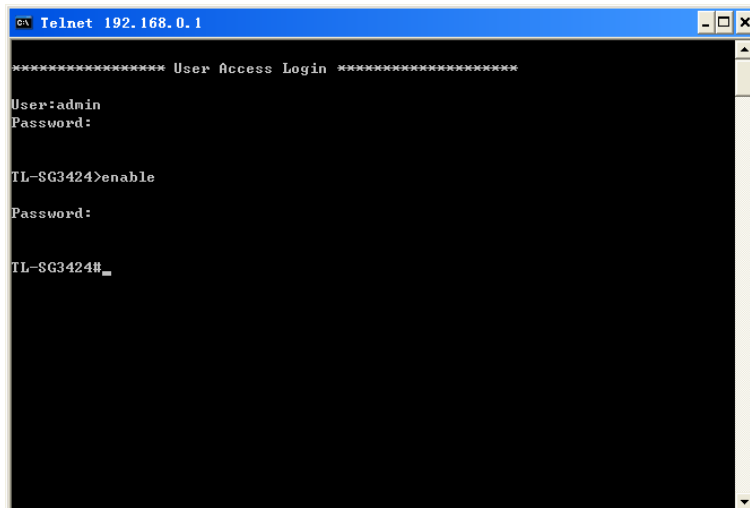 Telnet 192.168.0.1
***************** User Access Login ********************
User:admin
Password:
TL-SG3424>enable
Password:
TL-SG3424#_